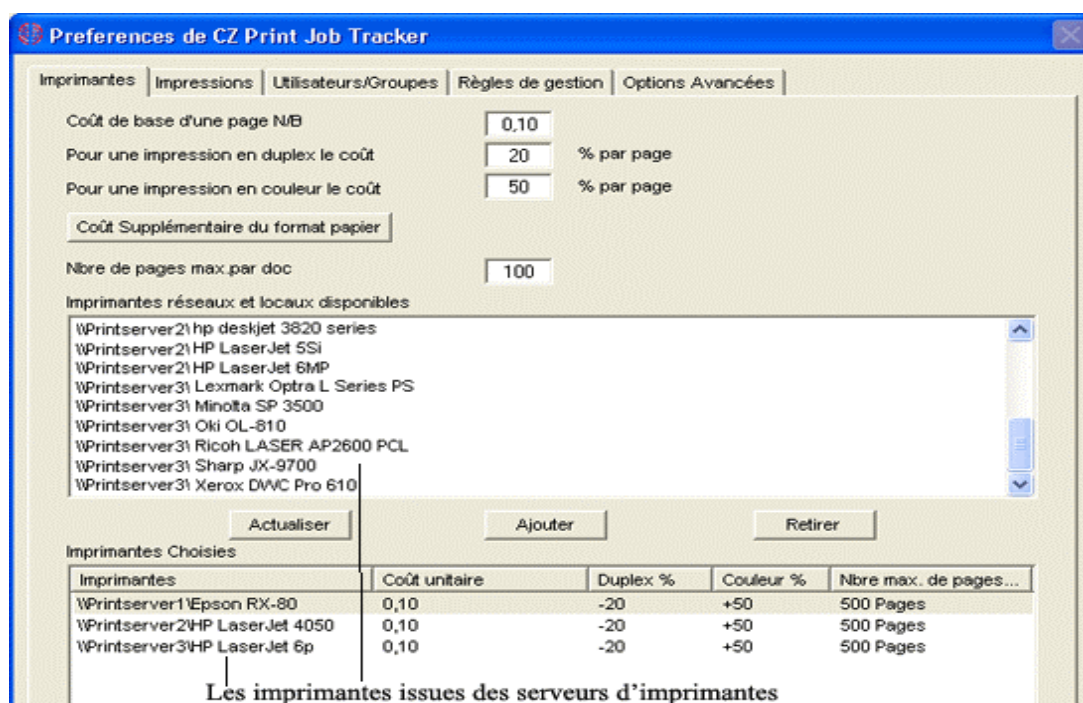 Preferences de CZ Print Job Tracker
Imprimantes Impressions Utilisateurs/Groupes Règles de gestion Options Avancées
Coût de base d'une page N/B 0,10
Pour une impression en duplex le coût 20 % par page
Pour une impression en couleur le coût 50 % par page
Coût Supplémentaire du format papier
Nbre de pages max.par doc 100
Imprimantes réseaux et locaux disponibles
\\Printserver2\hp deskjet 3820 series
\\Printserver2\HP LaserJet 5Si
\\Printserver2\HP LaserJet 6MP
\\Printserver3\ Lexmark Optra L Series PS
\\Printserver3\ Minolta SP 3500
\\Printserver3\ Oki OL-810
\\Printserver3\ Ricoh LASER AP2600 PCL
\\Printserver3\ Sharp JX-9700
\\Printserver3\ Xerox DWC Pro 610
Actualiser Ajouter Retirer
Imprimantes Choisies
Imprimantes Coût unitaire Duplex % Couleur % Nbre max. de pages...
\\Printserver1\Epson RX-80 0,10 -20 +50 500 Pages
\\Printserver2\HP LaserJet 4050 0,10 -20 +50 500 Pages
\\Printserver3\HP LaserJet 6p 0,10 -20 +50 500 Pages
Les imprimantes issues des serveurs d'imprimantes